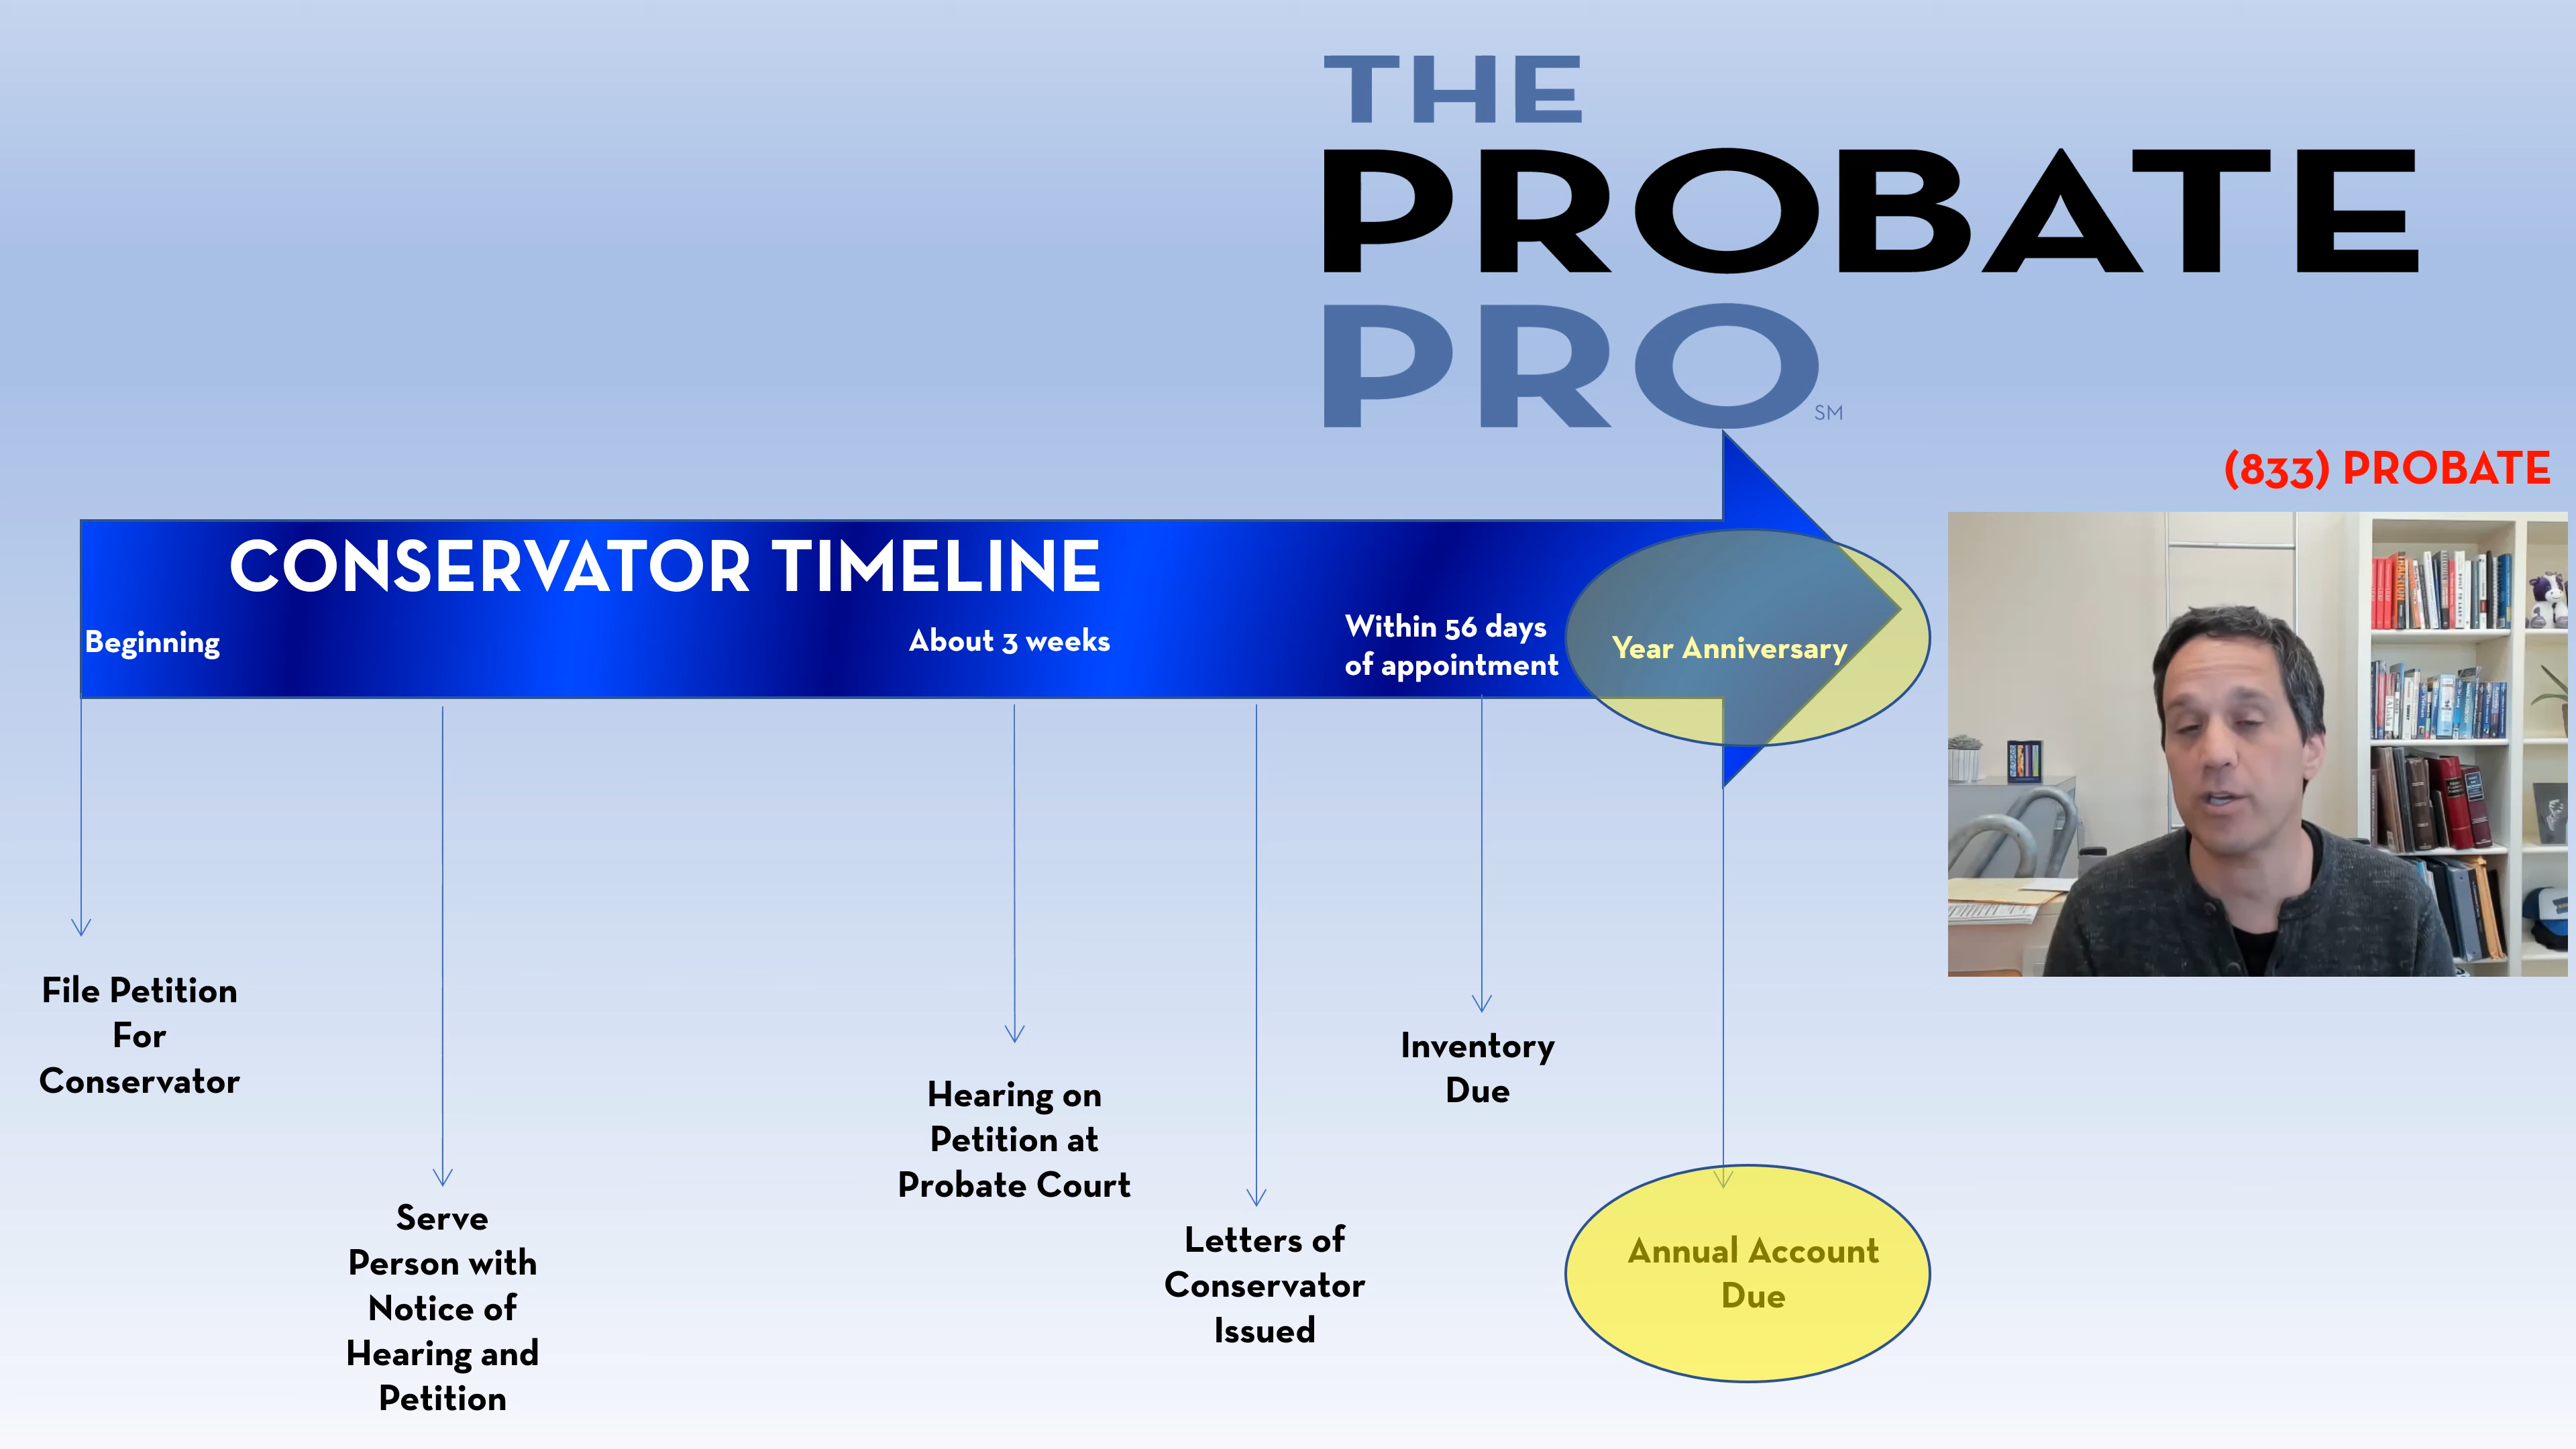 THE
PROBATE
PRO
SM
(833) PROBATE
CONSERVATOR TIMELINE
Beginning
About 3 weeks
Within 56 days
of appointment
Year Anniversary
File Petition
For
Conservator
Serve
Person with
Notice of
Hearing and
Petition
Hearing on
Petition at
Probate Court
Letters of
Conservator
Issued
Inventory
Due
Annual Account
Due